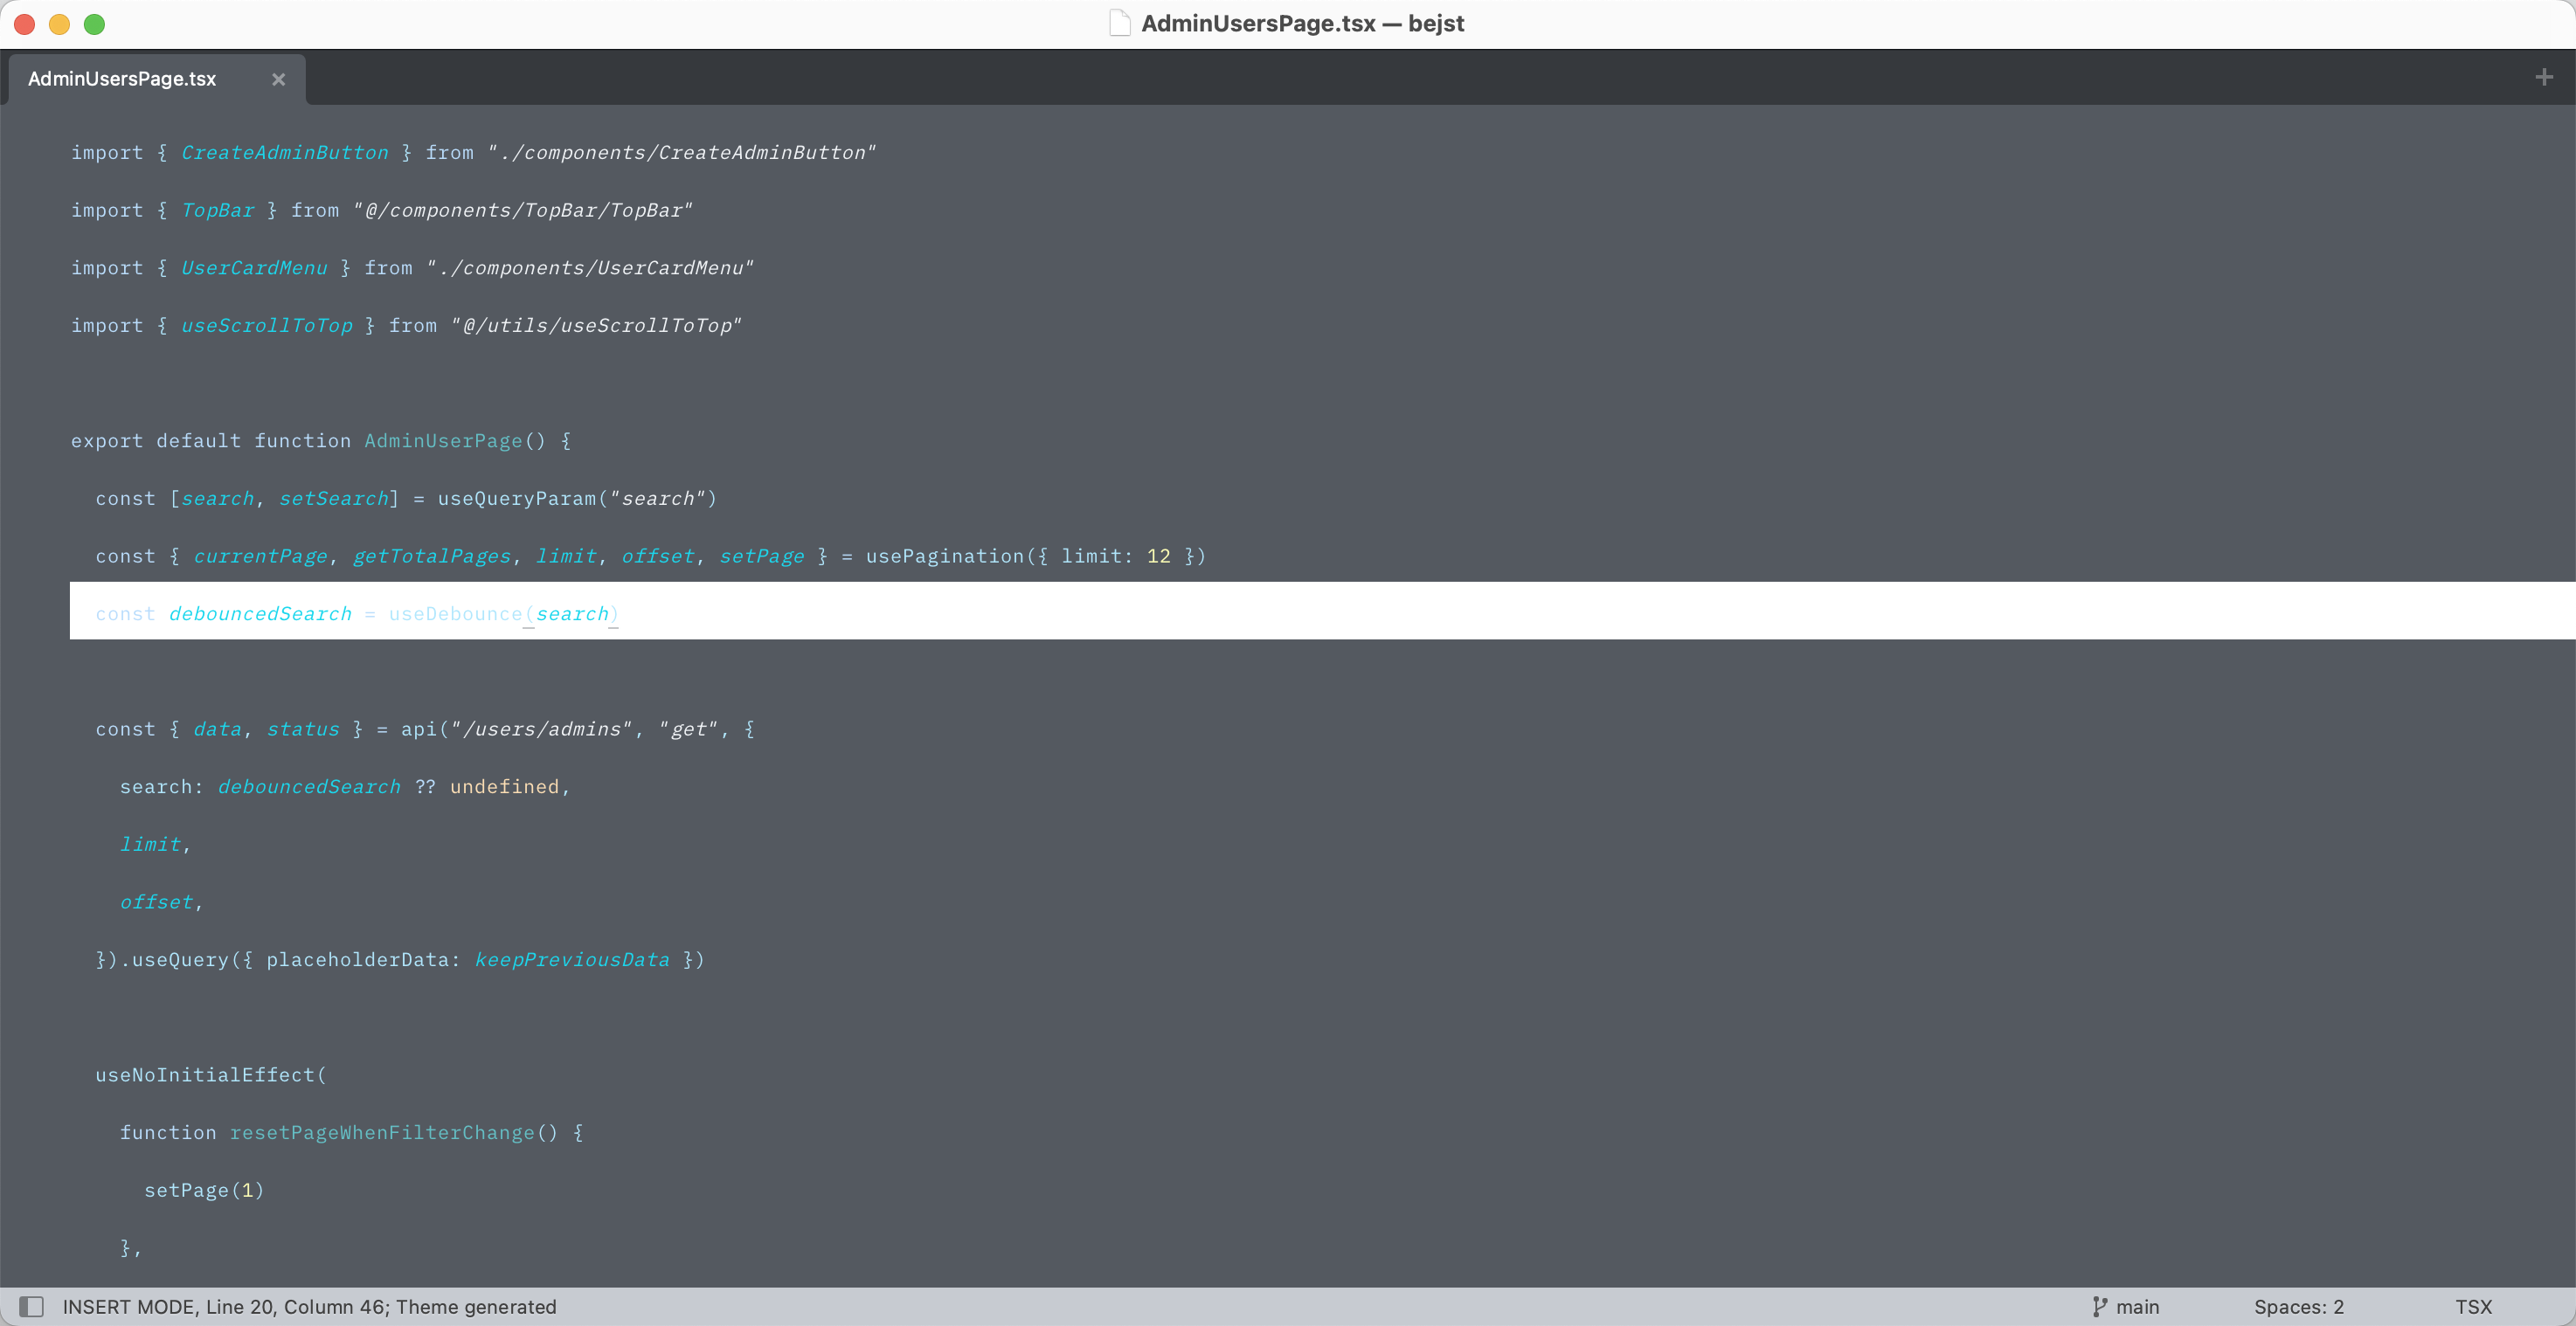 AdminUsersPage.tsx — bejst
AdminUsersPage.tsx
import { CreateAdminButton } from "./components/CreateAdminButton"
import { TopBar } from "@/components/TopBar/TopBar"
import { UserCardMenu } from "./components/UserCardMenu"
import { useScrollToTop } from "@/utils/useScrollToTop"
export default function AdminUserPage() {
const [search, setSearch] = useQueryParam("search")
const { currentPage, getTotalPages, limit, offset, setPage } = usePagination({ limit: 12 })
const debouncedSearch = useDebounce(search)
const { data, status } = api("/users/admins", "get", {
search: debouncedSearch ?? undefined,
limit,
offset,
}).useQuery({ placeholderData: keepPreviousData })
useNoInitialEffect(
function resetPageWhenFilterChange() {
setPage(1)
},
INSERT MODE, Line 20, Column 46; Theme generated
main
Spaces: 2
TSX